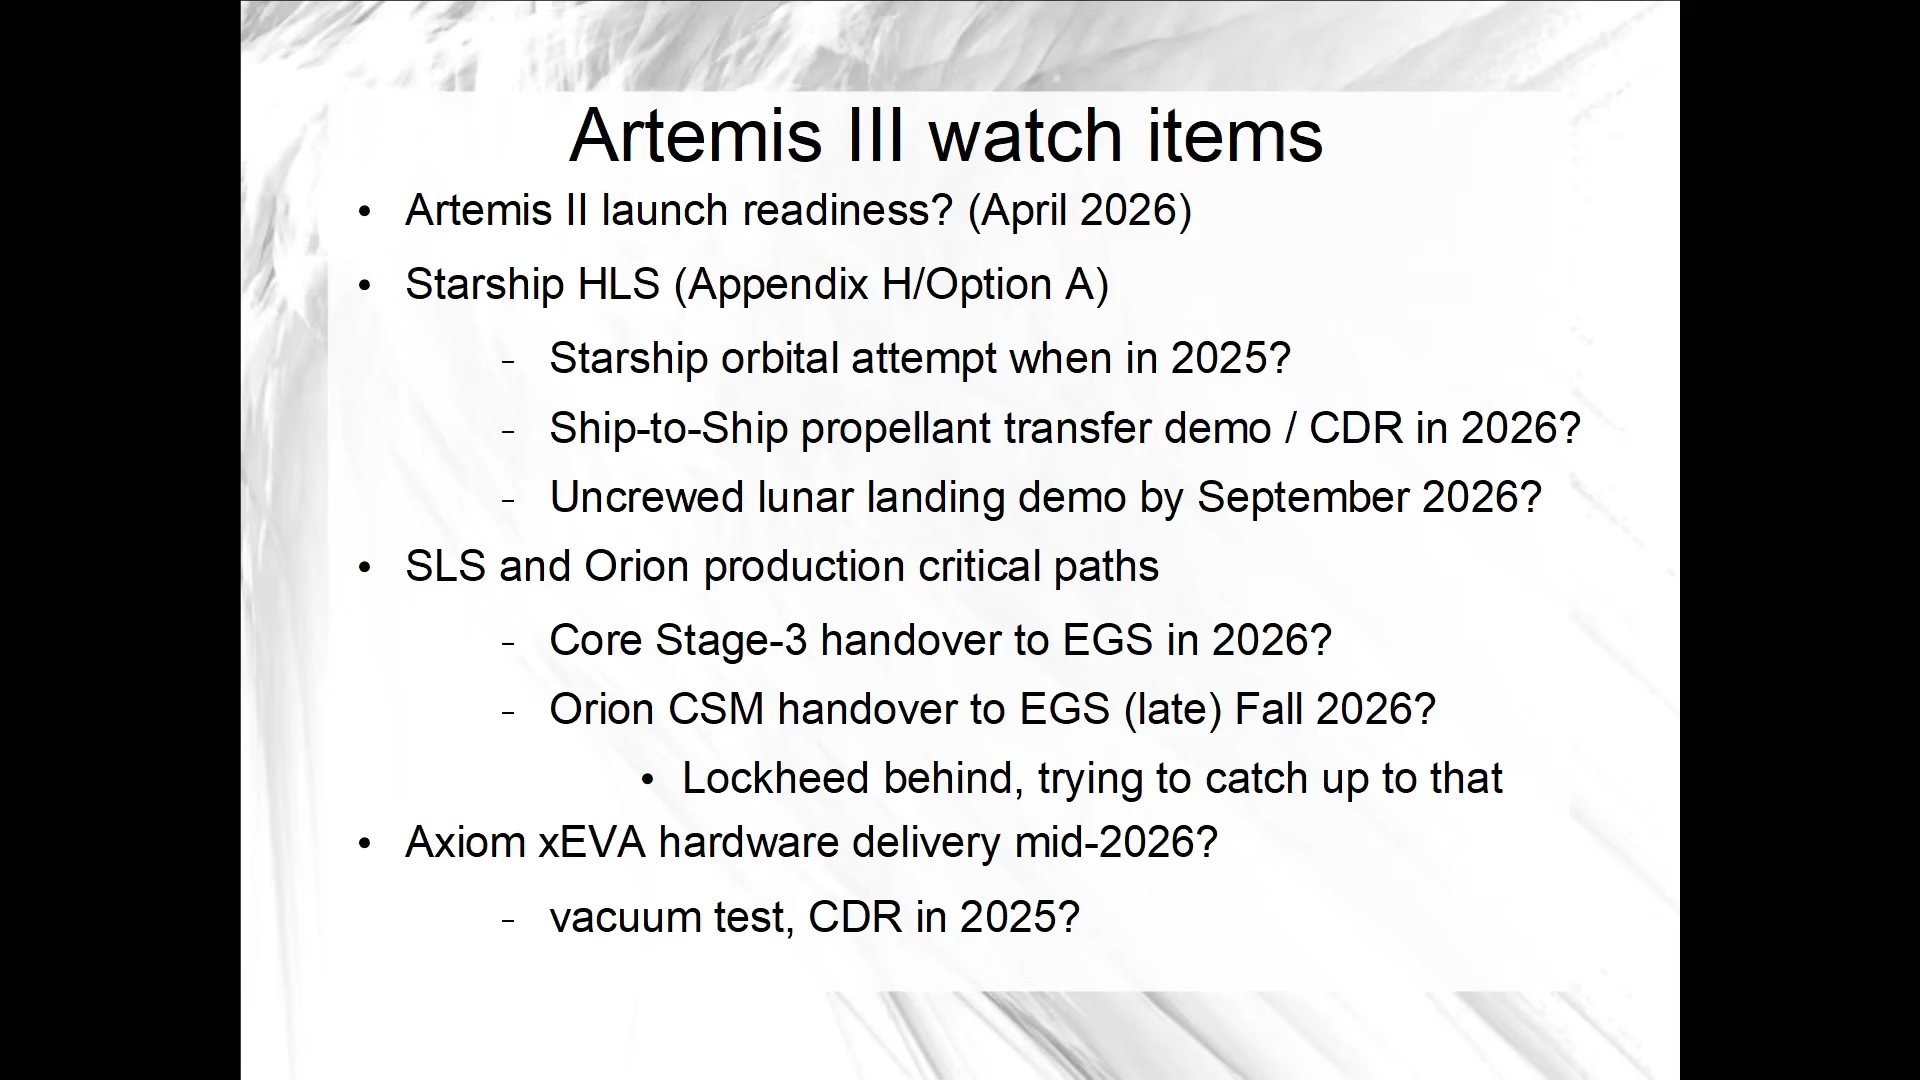 Artemis III watch items
• Artemis II launch readiness? (April 2026)
• Starship HLS (Appendix H/Option A)
– Starship orbital attempt when in 2025?
– Ship-to-Ship propellant transfer demo / CDR in 2026?
– Uncrewed lunar landing demo by September 2026?
• SLS and Orion production critical paths
– Core Stage-3 handover to EGS in 2026?
– Orion CSM handover to EGS (late) Fall 2026?
• Lockheed behind, trying to catch up to that
• Axiom xEVA hardware delivery mid-2026?
– vacuum test, CDR in 2025?